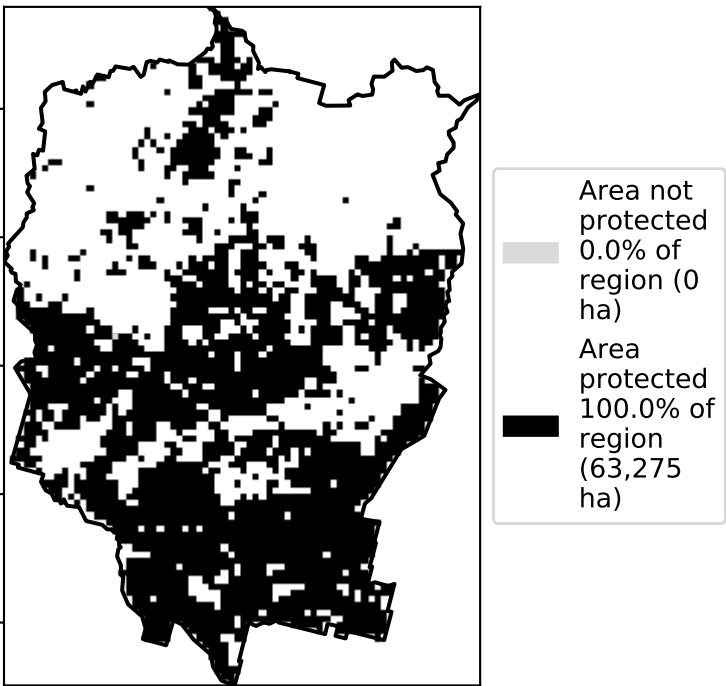 Area not
protected
0.0% of
region (0
ha)
Area
protected
100.0% of
region
(63,275
ha)